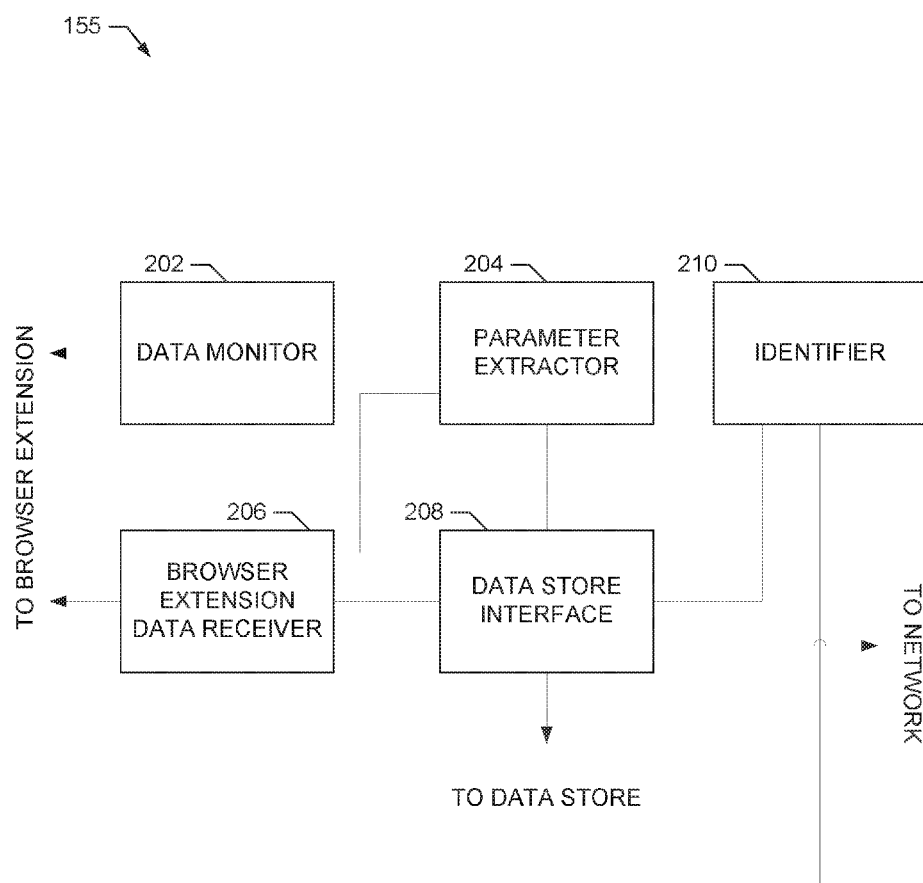 155
202
DATA MONITOR
204
PARAMETER
EXTRACTOR
210
IDENTIFIER
TO BROWSER EXTENSION
206
BROWSER
EXTENSION
DATA RECEIVER
208
DATA STORE
INTERFACE
TO NETWORK
TO DATA STORE